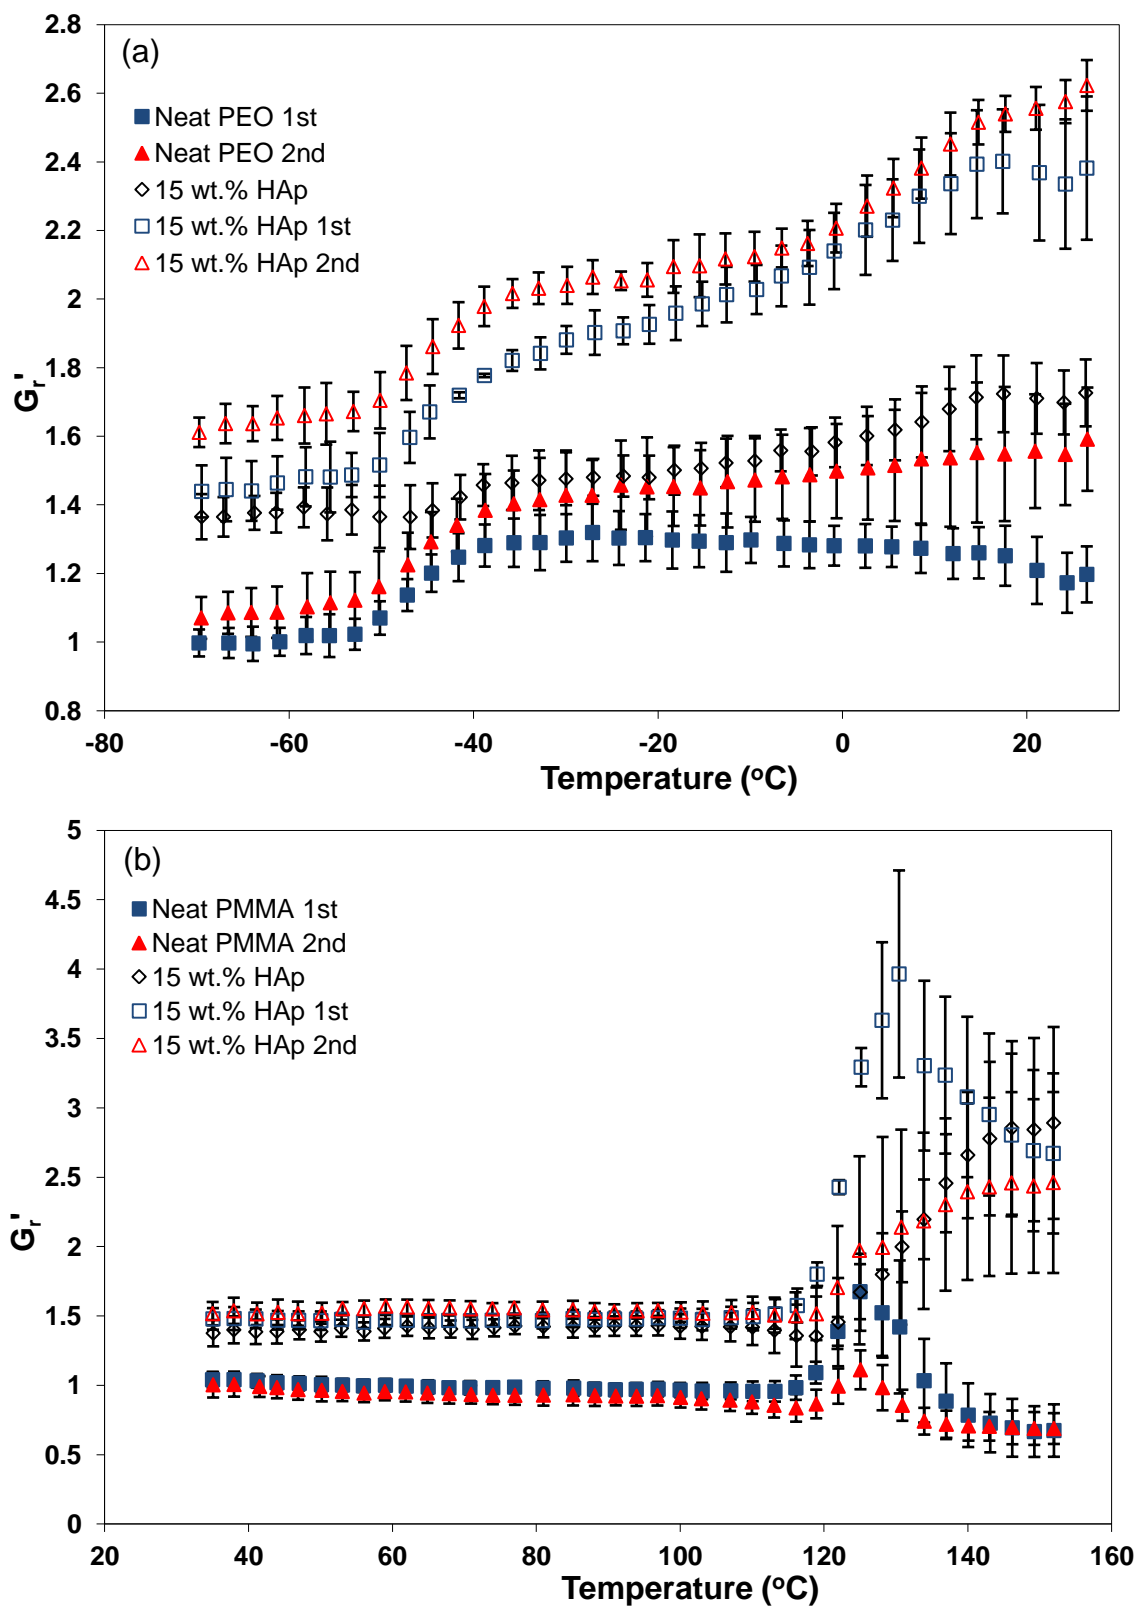 (a)
2.8
2.6
2.4
2.2
2
1.8
1.6
1.4
1.2
1
0.8
Gr'
Neat PEO 1st
Neat PEO 2nd
15 wt.% HAp
15 wt.% HAp 1st
15 wt.% HAp 2nd
-80 -60 -40 -20 0 20
Temperature (oC)
(b)
5
4.5
4
3.5
3
2.5
2
1.5
1
0.5
0
Gr'
Neat PMMA 1st
Neat PMMA 2nd
15 wt.% HAp
15 wt.% HAp 1st
15 wt.% HAp 2nd
20 40 60 80 100 120 140 160
Temperature (oC)